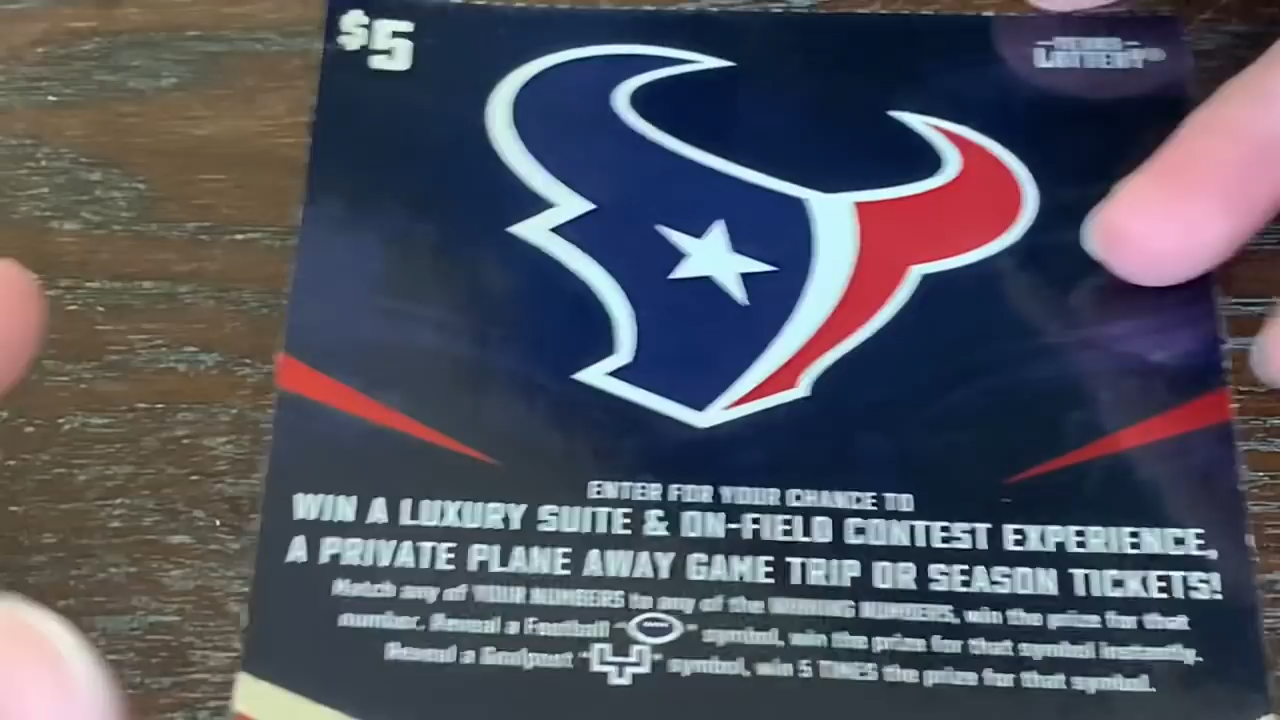 $5
TEXAS
LOTTERY®
ENTER FOR YOUR CHANCE TO
WIN A LUXURY SUITE & ON-FIELD CONTEST EXPERIENCE,
A PRIVATE PLANE AWAY GAME TRIP OR SEASON TICKETS!
Match any of YOUR NUMBERS to any of the WINNING NUMBERS, win the prize for that
number. Reveal a Football "" symbol, win the prize for that symbol instantly.
Reveal a Goalpost "" symbol, win 5 TIMES the prize for that symbol.